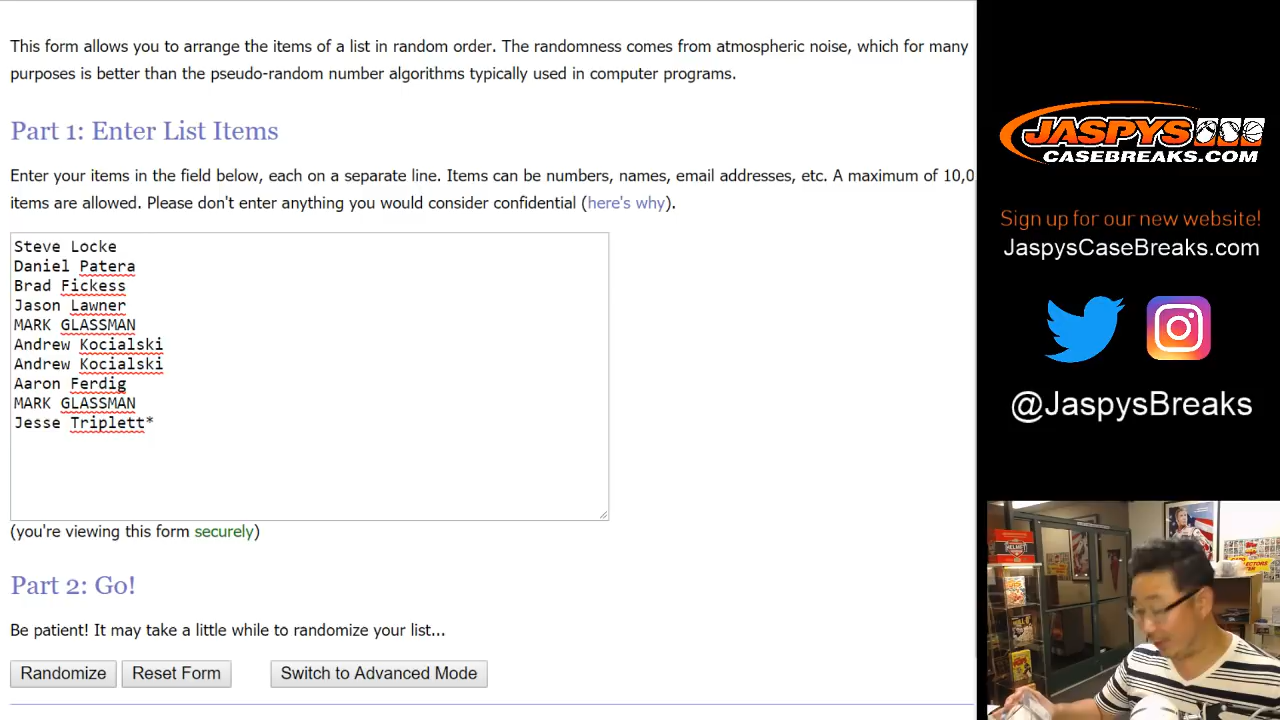 This form allows you to arrange the items of a list in random order. The randomness comes from atmospheric noise, which for many
purposes is better than the pseudo-random number algorithms typically used in computer programs.
Part 1: Enter List Items
Enter your items in the field below, each on a separate line. Items can be numbers, names, email addresses, etc. A maximum of 10,0
items are allowed. Please don't enter anything you would consider confidential (here's why).
Steve Locke
Daniel Patera
Brad Fickess
Jason Lawner
MARK GLASSMAN
Andrew Kocialski
Andrew Kocialski
Aaron Ferdig
MARK GLASSMAN
Jesse Triplett*
(you're viewing this form securely)
Part 2: Go!
Be patient! It may take a little while to randomize your list...
Randomize Reset Form Switch to Advanced Mode
JASPYS
CASEBREAKS.COM
Sign up for our new website!
JaspysCaseBreaks.com
@JaspysBreaks
HELMET